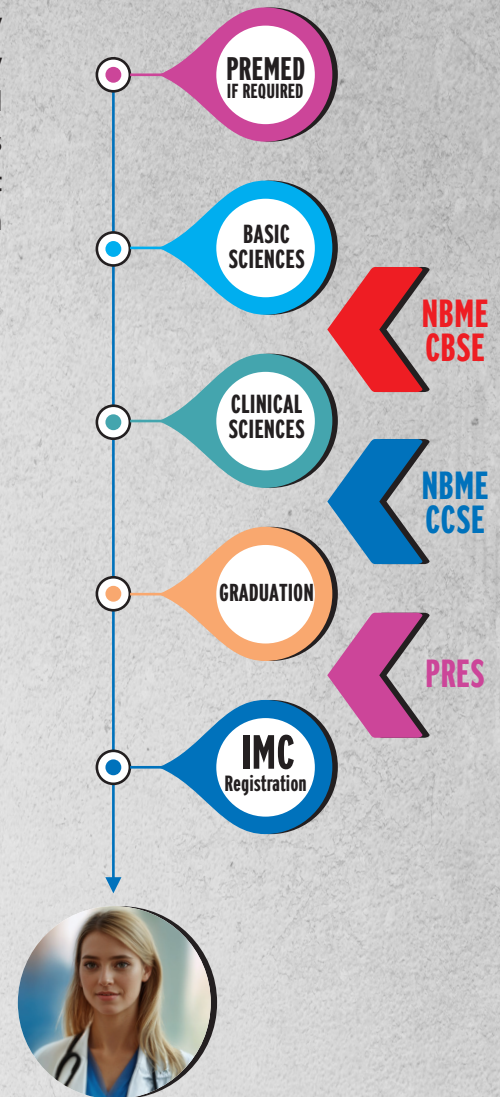 PREMED
IF REQUIRED
BASIC
SCIENCES
NBME
CBSE
CLINICAL
SCIENCES
NBME
CCSE
GRADUATION
PRES
IMC
Registration